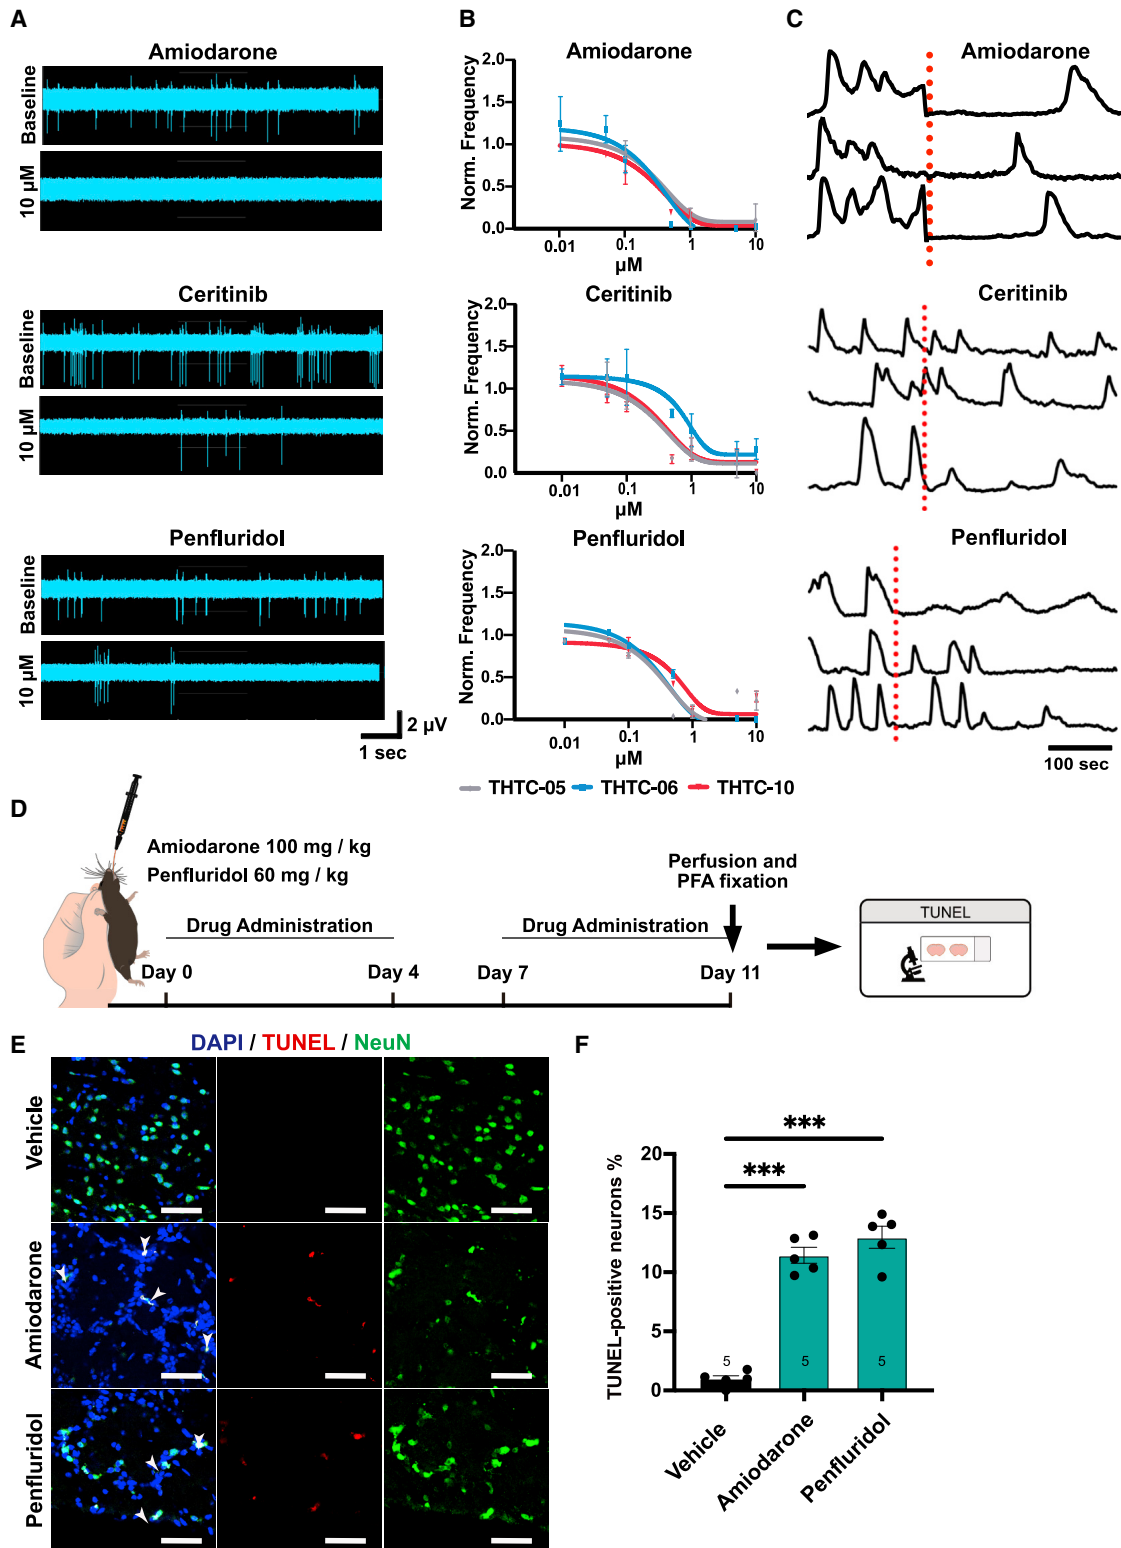 A
Amiodarone
Baseline
10 µM
Ceritinib
Baseline
10 µM
Penfluridol
Baseline
10 µM
2 µV
1 sec
B
Amiodarone
Norm. Frequency
2.0
1.5
1.0
0.5
0.0
0.01 0.1 1 10
µM
Ceritinib
Norm. Frequency
2.0
1.5
1.0
0.5
0.0
0.01 0.1 1 10
µM
Penfluridol
Norm. Frequency
2.0
1.5
1.0
0.5
0.0
0.01 0.1 1 10
µM
THTC-05 THTC-06 THTC-10
C
Amiodarone
Ceritinib
Penfluridol
100 sec
D
Amiodarone 100 mg / kg
Penfluridol 60 mg / kg
Drug Administration
Drug Administration
Perfusion and
PFA fixation
Day 0 Day 4 Day 7 Day 11
TUNEL
E
DAPI / TUNEL / NeuN
Vehicle
Amiodarone
Penfluridol
F
TUNEL-positive neurons %
20
15
10
5
0
***
***
5 5 5
Vehicle
Amiodarone
Penfluridol